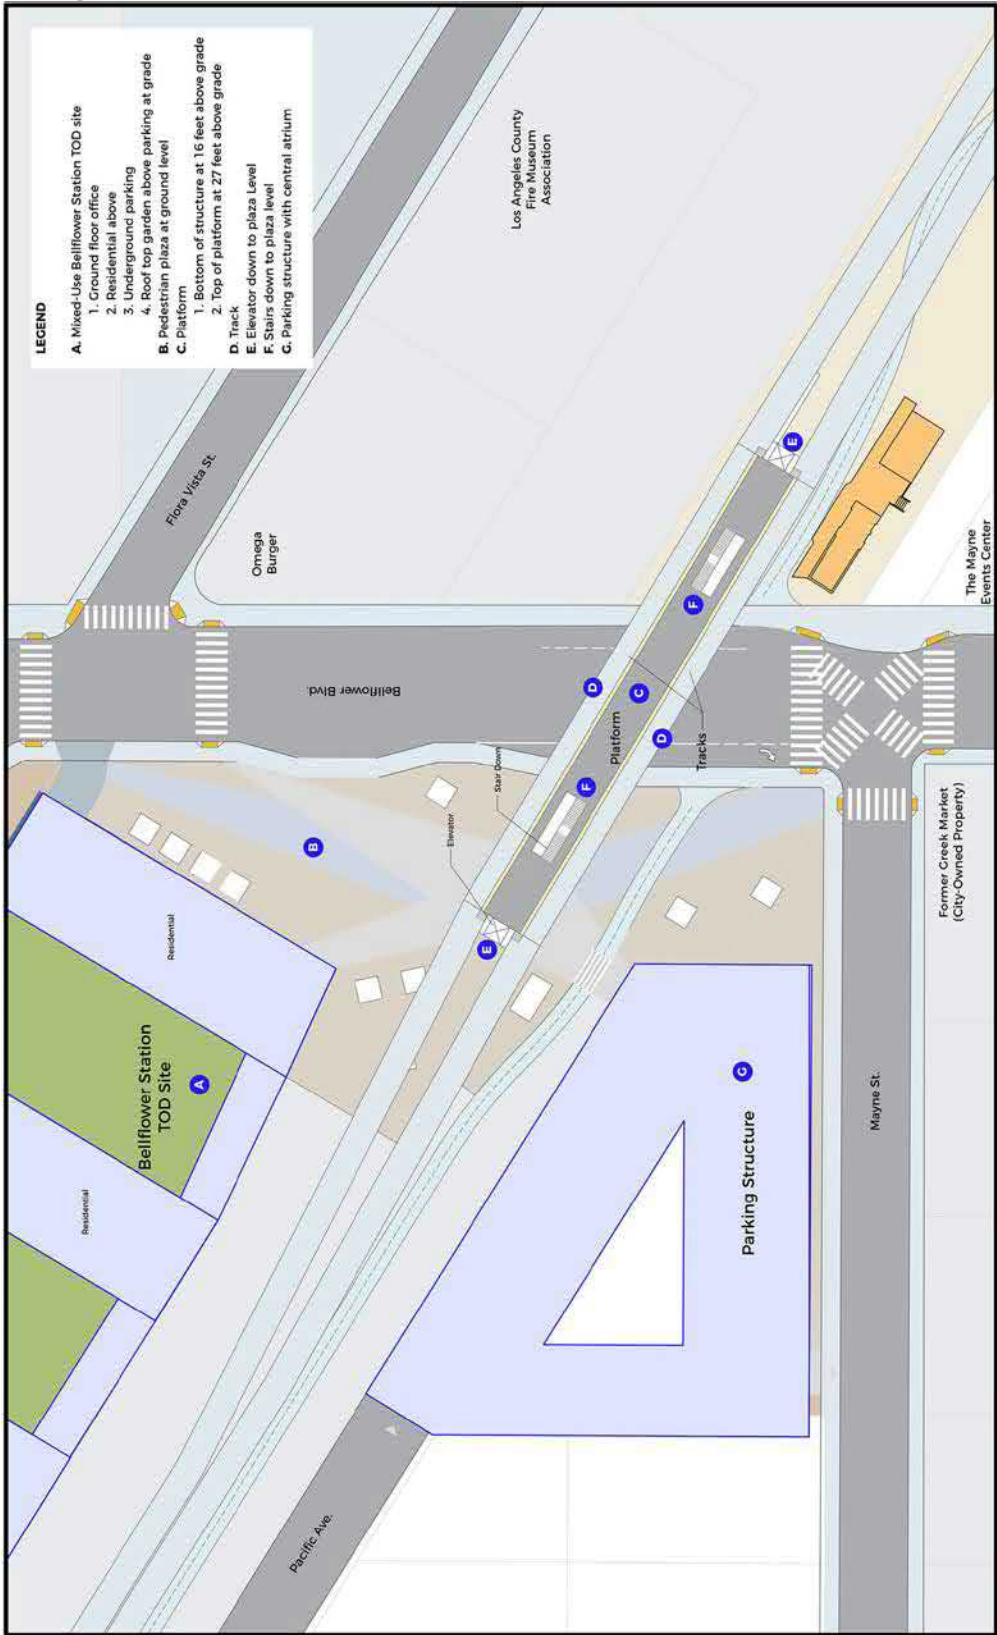 LEGEND
A. Mixed-Use Bellflower Station TOD site
1. Ground floor office
2. Residential above
3. Underground parking
4. Roof top garden above parking at grade
B. Pedestrian plaza at ground level
C. Platform
1. Bottom of structure at 16 feet above grade
2. Top of platform at 27 feet above grade
D. Track
E. Elevator down to plaza Level
F. Stairs down to plaza level
G. Parking structure with central atrium
Flora Vista St.
Los Angeles County
Fire Museum
Association
Omega
Burger
Bellflower Blvd.
E
F
D
C
Platform
D
Tracks
The Mayne
Events Center
Stair Down
F
Elevator
B
E
Residential
Bellflower Station
TOD Site
A
Residential
G
Parking Structure
Mayne St.
Former Creek Market
(City-Owned Property)
Pacific Ave.